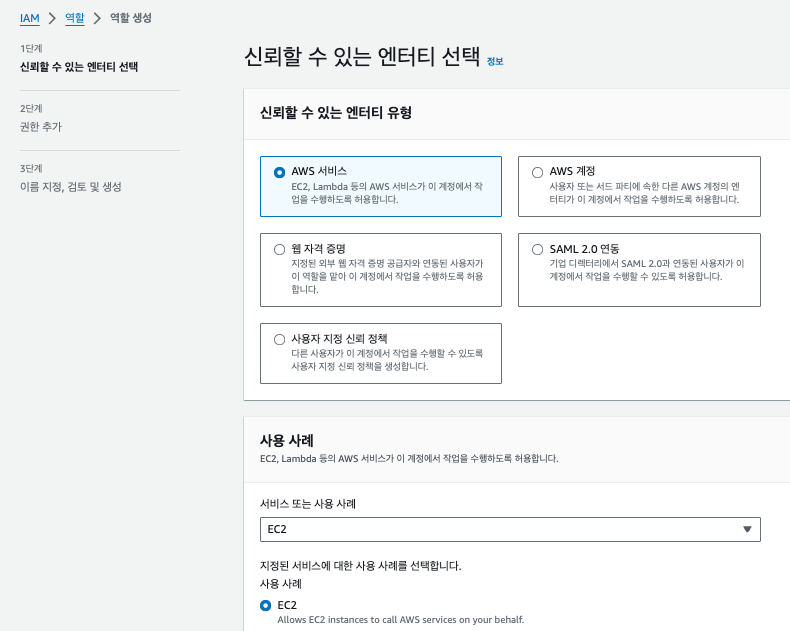 IAM > 역할 > 역할 생성
1단계
신뢰할 수 있는 엔터티 선택
2단계
권한 추가
3단계
이름 지정, 검토 및 생성
신뢰할 수 있는 엔터티 선택 정보
신뢰할 수 있는 엔터티 유형
AWS 서비스
EC2, Lambda 등의 AWS 서비스가 이 계정에서 작
업을 수행하도록 허용합니다.
AWS 계정
사용자 또는 서드 파티에 속한 다른 AWS 계정의 엔
터티가 이 계정에서 작업을 수행하도록 허용합니다.
웹 자격 증명
지정된 외부 웹 자격 증명 공급자와 연동된 사용자가
이 역할을 맡아 이 계정에서 작업을 수행하도록 허용
합니다.
SAML 2.0 연동
기업 디렉터리에서 SAML 2.0과 연동된 사용자가 이
계정에서 작업을 수행할 수 있도록 허용합니다.
사용자 지정 신뢰 정책
다른 사용자가 이 계정에서 작업을 수행할 수 있도록
사용자 지정 신뢰 정책을 생성합니다.
사용 사례
EC2, Lambda 등의 AWS 서비스가 이 계정에서 작업을 수행하도록 허용합니다.
서비스 또는 사용 사례
EC2
지정된 서비스에 대한 사용 사례를 선택합니다.
사용 사례
EC2
Allows EC2 instances to call AWS services on your behalf.